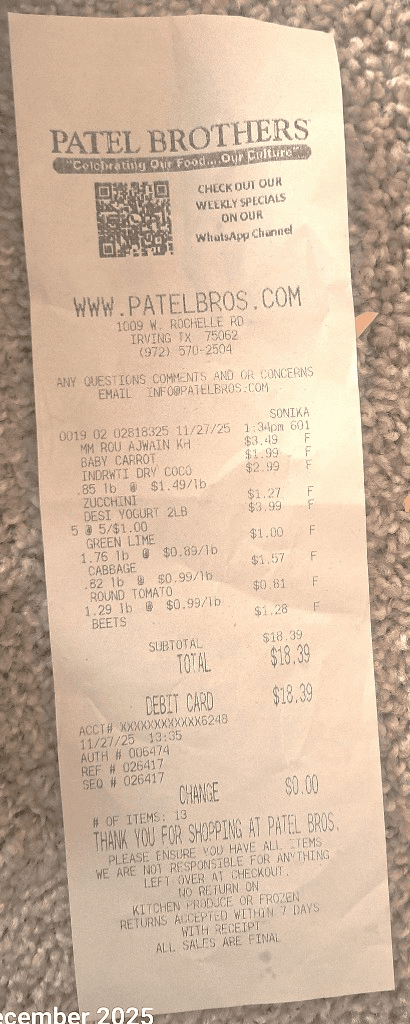 PATEL BROTHERS
"Celebrating Our Food....Our Culture"
CHECK OUT OUR
WEEKLY SPECIALS
ON OUR
WhatsApp Channel
WWW.PATELBROS.COM
1009 W. ROCHELLE RD
IRVING TX 75062
(972) 570-2504
ANY QUESTIONS COMMENTS AND OR CONCERNS
EMAIL INFO@PATELBROS.COM
SONIKA
0019 02 02818325 11/27/25 1:34pm 601
MM ROU AJWAIN KH $3.49 F
BABY CARROT $1.99 F
INDRWTI DRY COCO $2.99 F
.85 lb @ $1.49/lb
ZUCCHINI $1.27 F
DESI YOGURT 2LB $3.99 F
5 @ 5/$1.00
GREEN LIME $1.00 F
1.76 lb @ $0.89/lb
CABBAGE $1.57 F
.82 lb @ $0.99/lb
ROUND TOMATO $0.81 F
1.29 lb @ $0.99/lb
BEETS $1.28 F
SUBTOTAL $18.39
TOTAL $18.39
DEBIT CARD $18.39
ACCT# XXXXXXXXXXXX6248
11/27/25 13:35
AUTH # 006474
REF # 026417
SEQ # 026417
CHANGE $0.00
# OF ITEMS: 13
THANK YOU FOR SHOPPING AT PATEL BROS.
PLEASE ENSURE YOU HAVE ALL ITEMS
WE ARE NOT RESPONSIBLE FOR ANYTHING
LEFT OVER AT CHECKOUT.
NO RETURN ON
KITCHEN PRODUCE OR FROZEN
RETURNS ACCEPTED WITHIN 7 DAYS
WITH RECEIPT
ALL SALES ARE FINAL
ecember 2025